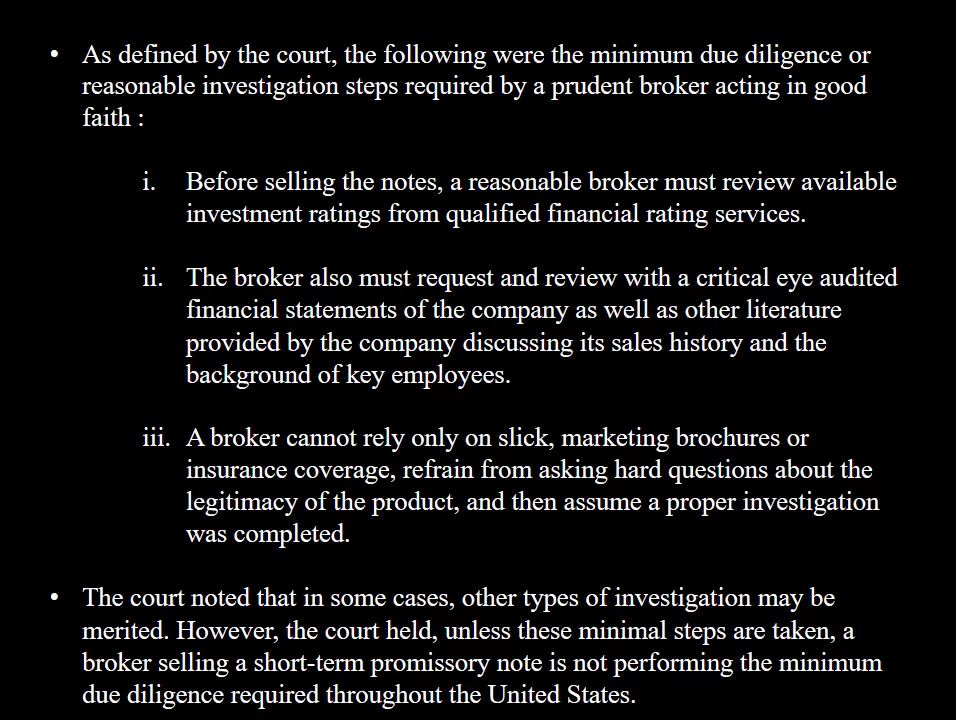 • As defined by the court, the following were the minimum due diligence or
reasonable investigation steps required by a prudent broker acting in good
faith :
i. Before selling the notes, a reasonable broker must review available
investment ratings from qualified financial rating services.
ii. The broker also must request and review with a critical eye audited
financial statements of the company as well as other literature
provided by the company discussing its sales history and the
background of key employees.
iii. A broker cannot rely only on slick, marketing brochures or
insurance coverage, refrain from asking hard questions about the
legitimacy of the product, and then assume a proper investigation
was completed.
• The court noted that in some cases, other types of investigation may be
merited. However, the court held, unless these minimal steps are taken, a
broker selling a short-term promissory note is not performing the minimum
due diligence required throughout the United States.